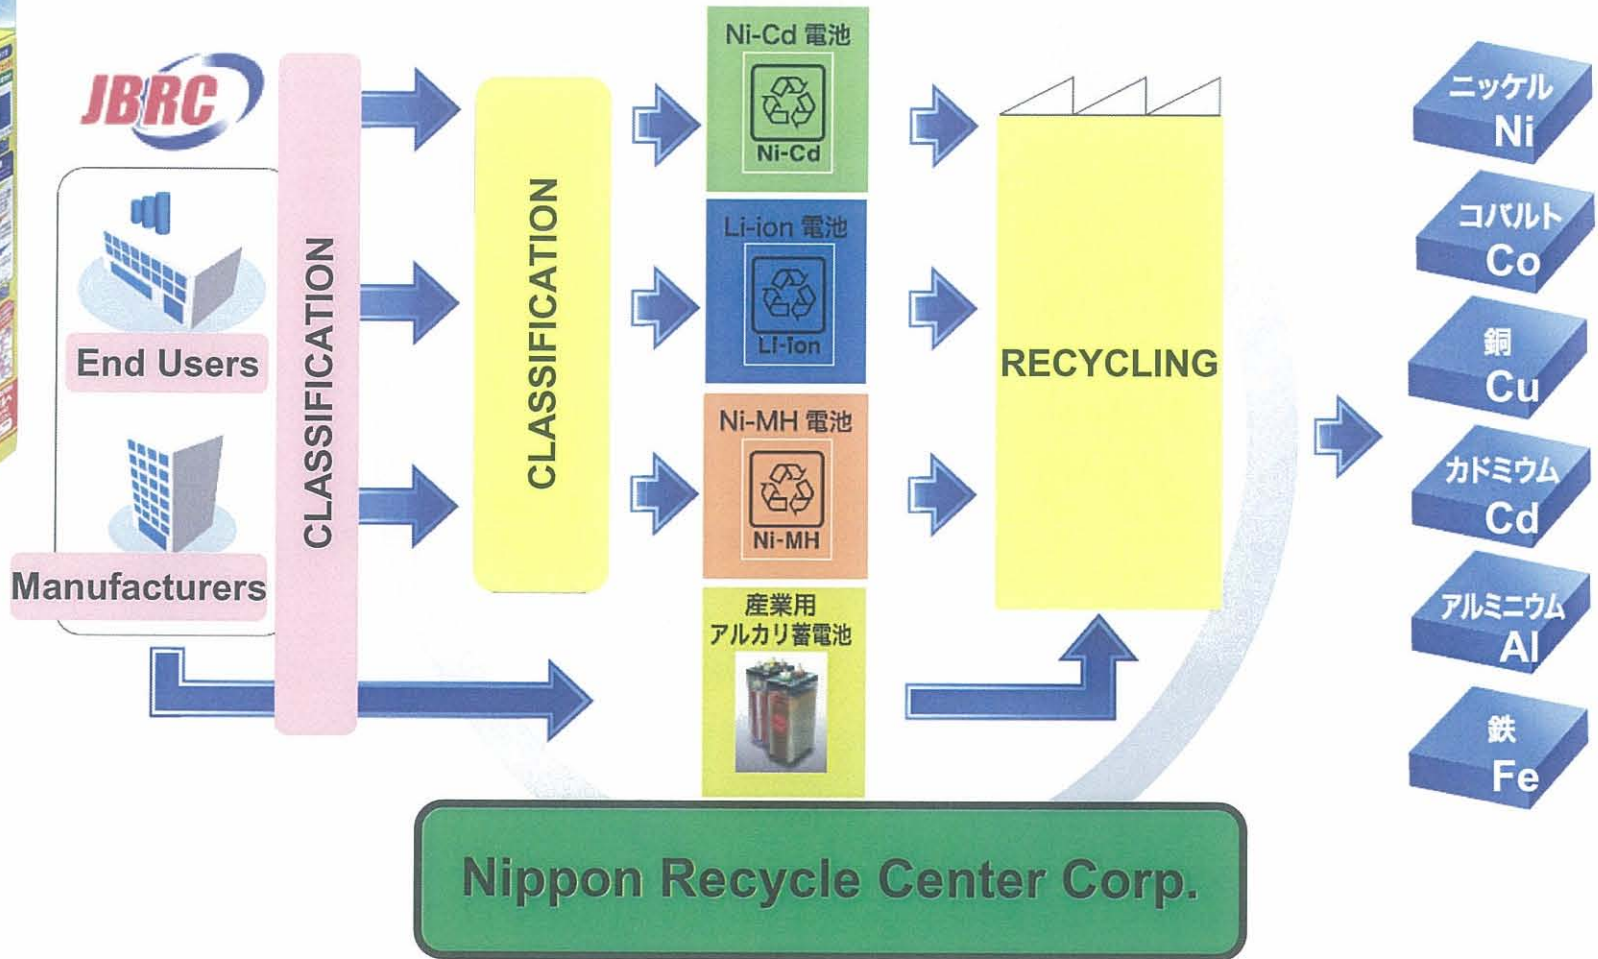 JBRC
End Users
Manufacturers
CLASSIFICATION
CLASSIFICATION
Ni-Cd 電池
Ni-Cd
Li-ion 電池
Li-ion
Ni-MH 電池
Ni-MH
産業用
アルカリ蓄電池
RECYCLING
ニッケル
Ni
コバルト
Co
銅
Cu
カドミウム
Cd
アルミニウム
Al
鉄
Fe
Nippon Recycle Center Corp.